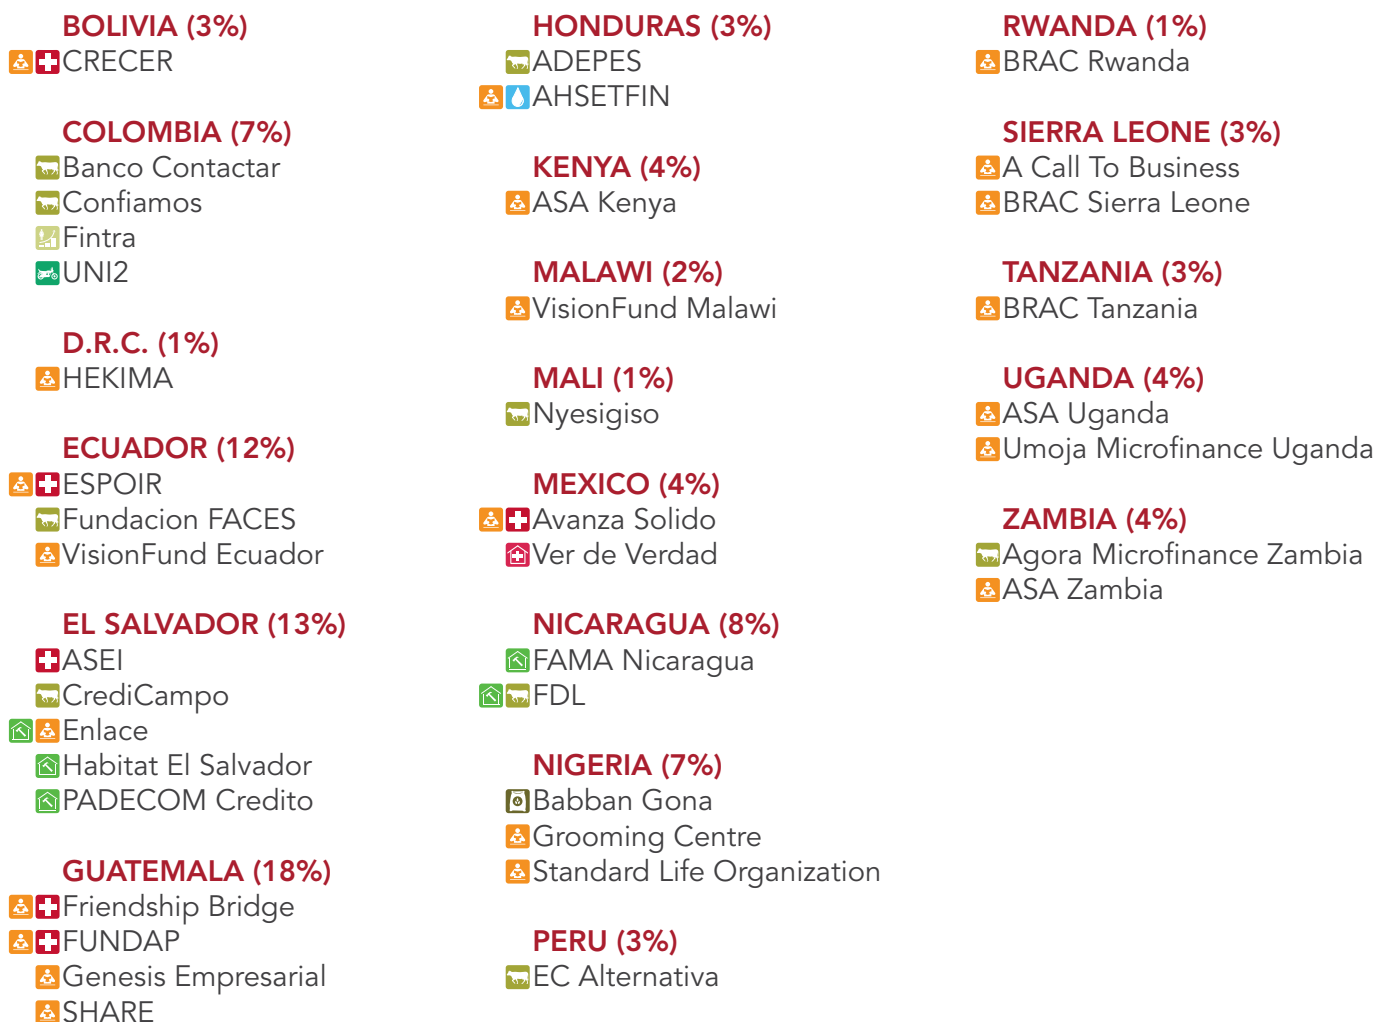 BOLIVIA (3%)
CRECER
COLOMBIA (7%)
Banco Contactar
Confiamos
Fintra
UNI2
D.R.C. (1%)
HEKIMA
ECUADOR (12%)
ESPOIR
Fundacion FACES
VisionFund Ecuador
EL SALVADOR (13%)
ASEI
CrediCampo
Enlace
Habitat El Salvador
PADECOM Credito
GUATEMALA (18%)
Friendship Bridge
FUNDAP
Genesis Empresarial
SHARE
HONDURAS (3%)
ADEPES
AHSETFIN
KENYA (4%)
ASA Kenya
MALAWI (2%)
VisionFund Malawi
MALI (1%)
Nyesigiso
MEXICO (4%)
Avanza Solido
Ver de Verdad
NICARAGUA (8%)
FAMA Nicaragua
FDL
NIGERIA (7%)
Babban Gona
Grooming Centre
Standard Life Organization
PERU (3%)
EC Alternativa
RWANDA (1%)
BRAC Rwanda
SIERRA LEONE (3%)
A Call To Business
BRAC Sierra Leone
TANZANIA (3%)
BRAC Tanzania
UGANDA (4%)
ASA Uganda
Umoja Microfinance Uganda
ZAMBIA (4%)
Agora Microfinance Zambia
ASA Zambia